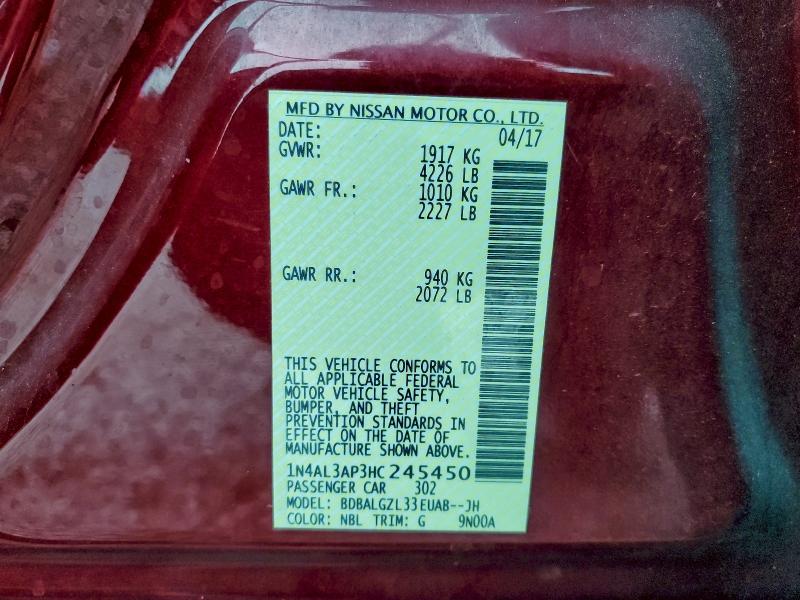 MFD BY NISSAN MOTOR CO., LTD.
DATE: 04/17
GVWR: 1917 KG
4226 LB
GAWR FR.: 1010 KG
2227 LB
GAWR RR.: 940 KG
2072 LB
THIS VEHICLE CONFORMS TO
ALL APPLICABLE FEDERAL
MOTOR VEHICLE SAFETY,
BUMPER, AND THEFT
PREVENTION STANDARDS IN
EFFECT ON THE DATE OF
MANUFACTURE SHOWN ABOVE.
1N4AL3AP3HC245450
PASSENGER CAR 302
MODEL: BDBALGZL33EUAB--JH
COLOR: NBL TRIM: G 9N00A